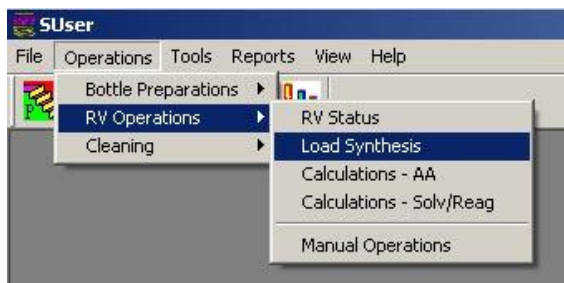 SUser
File Operations Tools Reports View Help
Bottle Preparations
RV Operations
Cleaning
RV Status
Load Synthesis
Calculations - AA
Calculations - Solv/Reag
Manual Operations